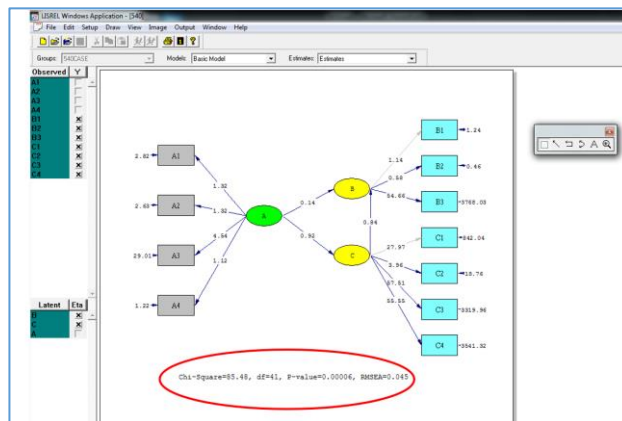 LISREL Windows Application - [540]
File Edit Setup Draw View Image Output Window Help
Groups: 540CASE Models: Basic Model Estimates: Estimates
Observed Y
A1
A2
A3
A4
B1
B2
B3
C1
C2
C3
C4
Latent Eta
B
C
A
2.82 A1
2.63 A2
29.01 A3
1.22 A4
1.32
1.32
4.56
1.12
A
0.14
0.92
B
C
0.84
1.14
0.58
54.66
27.97
3.96
57.51
55.55
B1 1.24
B2 0.46
B3 3768.03
C1 842.04
C2 18.76
C3 3319.96
C4 3541.32
Chi-Square=85.48, df=41, P-value=0.00006, RMSEA=0.045